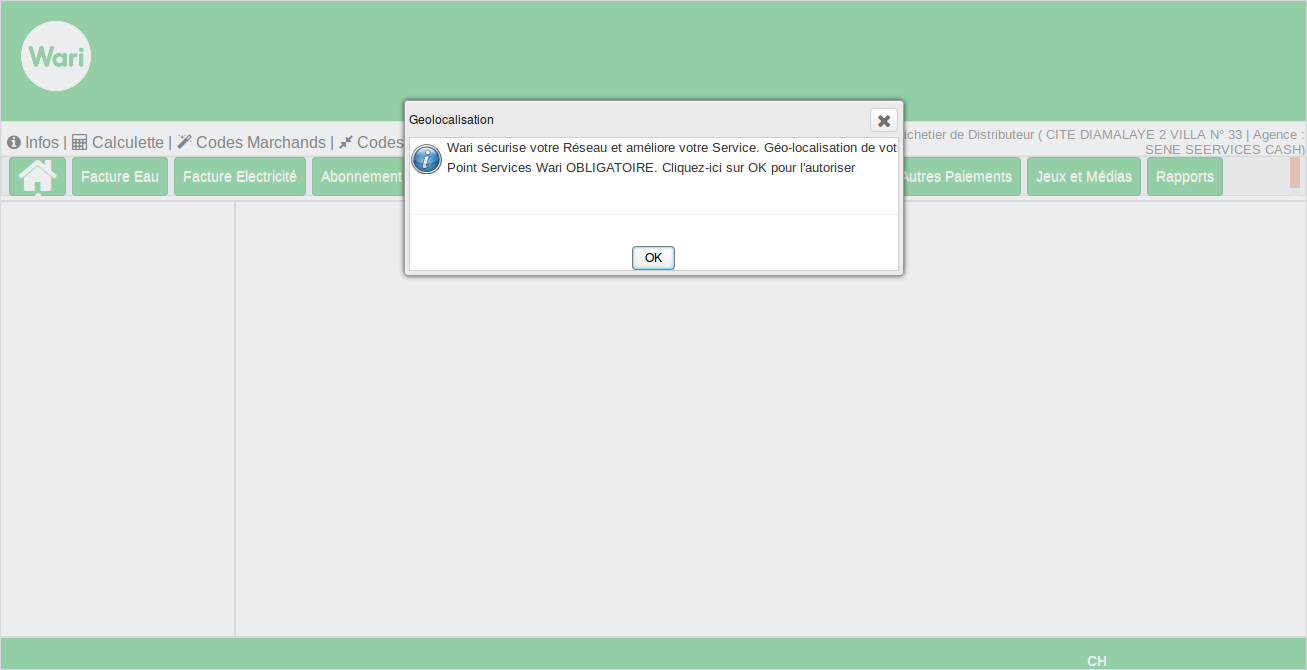 Wari
Geolocalisation
Wari sécurise votre Réseau et améliore votre Service. Géo-localisation de vot
Point Services Wari OBLIGATOIRE. Cliquez-ici sur OK pour l'autoriser
OK
Infos | Calculette | Codes Marchands | Codes
ichetier de Distributeur ( CITE DIAMALAYE 2 VILLA N° 33 | Agence :
SENE SEERVICES CASH)
Facture Eau Facture Electricité Abonnement Autres Paiements Jeux et Médias Rapports
CH